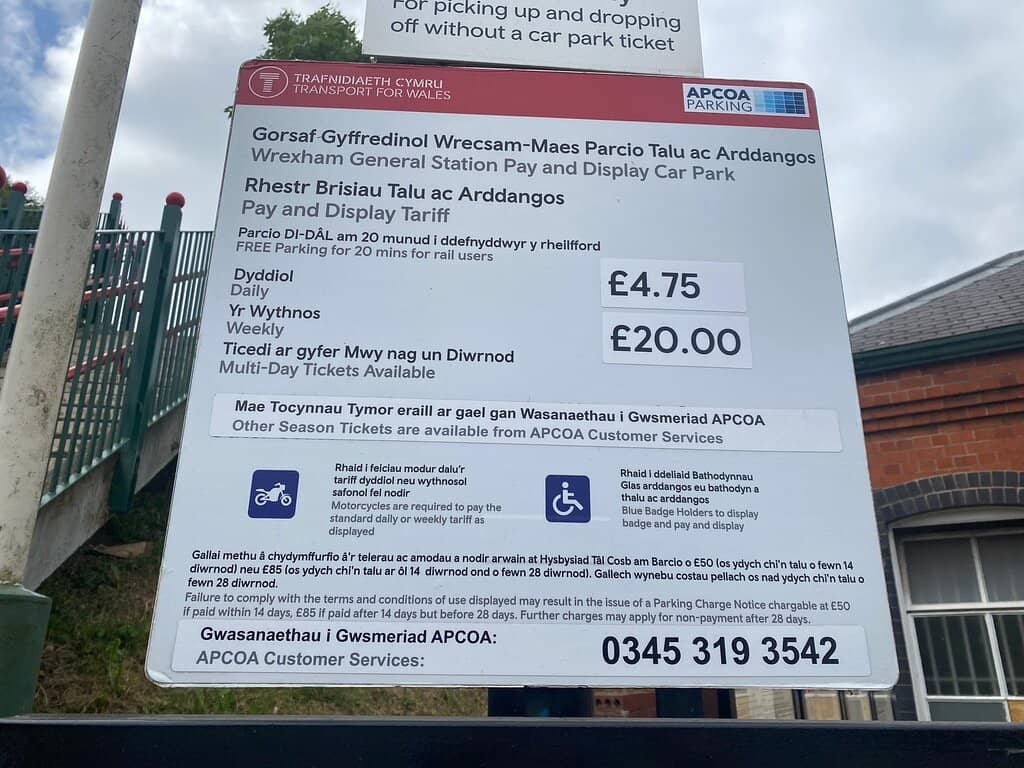 For picking up and dropping
off without a car park ticket
TRAFNIDIAETH CYMRU
TRANSPORT FOR WALES
APCOA
PARKING
Gorsaf Gyffredinol Wrecsam-Maes Parcio Talu ac Arddangos
Wrexham General Station Pay and Display Car Park
Rhestr Brisiau Talu ac Arddangos
Pay and Display Tariff
Parcio DI-DÂL am 20 munud i ddefnyddwyr y rheilfford
FREE Parking for 20 mins for rail users
Dyddiol
Daily
£4.75
Yr Wythnos
Weekly
£20.00
Ticedi ar gyfer Mwy nag un Diwrnod
Multi-Day Tickets Available
Mae Tocynnau Tymor eraill ar gael gan Wasanaethau i Gwsmeriad APCOA
Other Season Tickets are available from APCOA Customer Services
Rhaid i feiciau modur dalu'r
tariff dyddiol neu wythnosol
safonol fel nodir
Motorcycles are required to pay the
standard daily or weekly tariff as
displayed
Rhaid i ddeliaid Bathodynnau
Glas arddangos eu bathodyn a
thalu ac arddangos
Blue Badge Holders to display
badge and pay and display
Gallai methu â chydymffurfio â'r telerau ac amodau a nodir arwain at Hysbysiad Tâl Cosb am Barcio o £50 (os ydych chi'n talu o fewn 14
diwrnod) neu £85 (os ydych chi'n talu ar ôl 14 diwrnod ond o fewn 28 diwrnod). Gallech wynebu costau pellach os nad ydych chi'n talu o
fewn 28 diwrnod.
Failure to comply with the terms and conditions of use displayed may result in the issue of a Parking Charge Notice chargable at £50
if paid within 14 days, £85 if paid after 14 days but before 28 days. Further charges may apply for non-payment after 28 days.
Gwasanaethau i Gwsmeriad APCOA:
APCOA Customer Services:
0345 319 3542